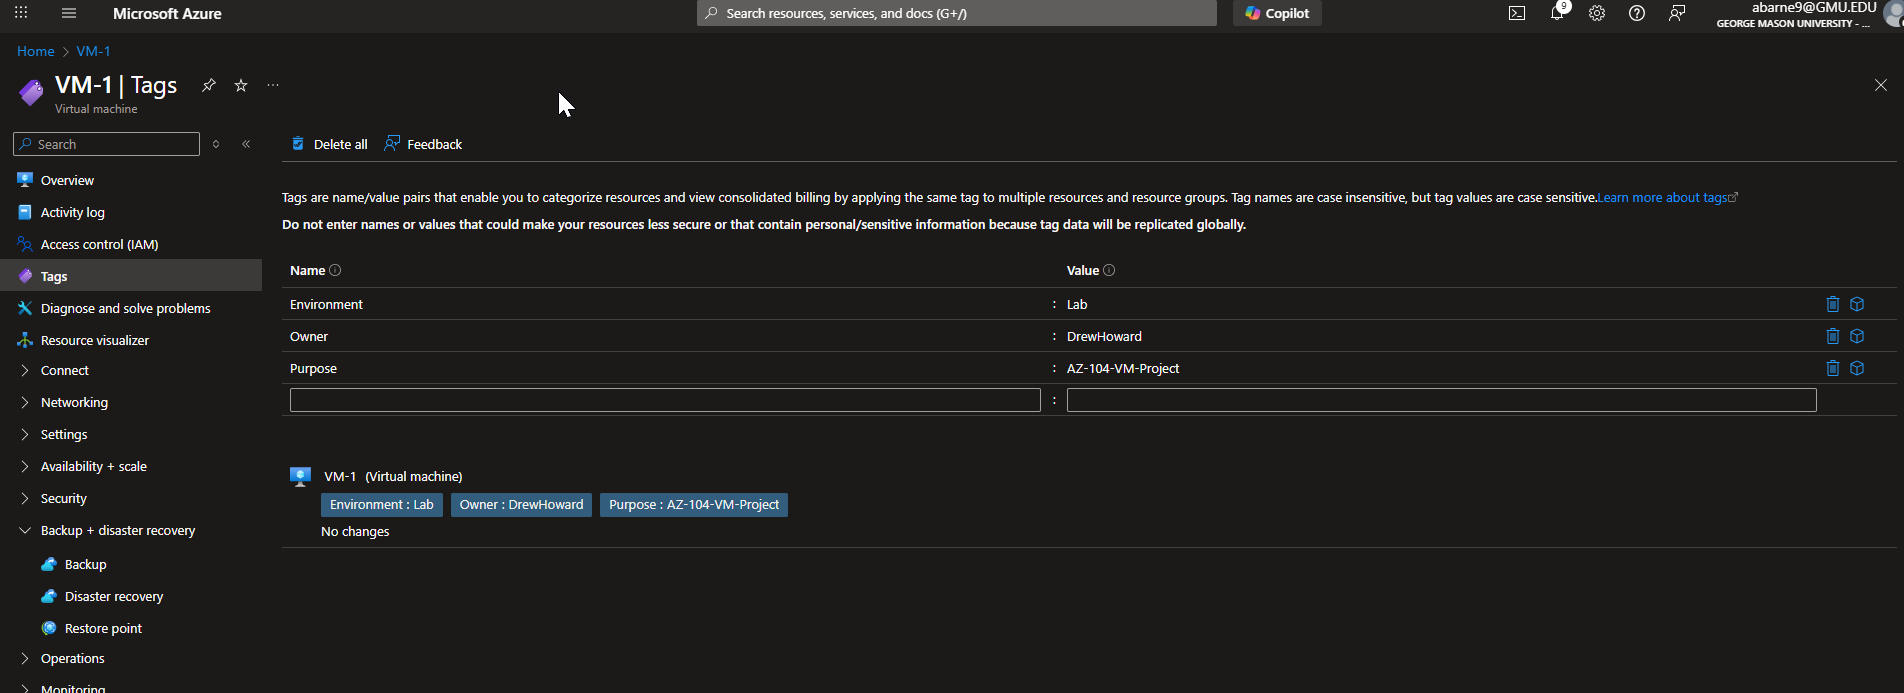 Microsoft Azure
Search resources, services, and docs (G+/)
Copilot
9
abarne9@GMU.EDU
GEORGE MASON UNIVERSITY - ...
Home > VM-1
VM-1 | Tags
Virtual machine
Search
Overview
Activity log
Access control (IAM)
Tags
Diagnose and solve problems
Resource visualizer
Connect
Networking
Settings
Availability + scale
Security
Backup + disaster recovery
Backup
Disaster recovery
Restore point
Operations
Monitoring
Delete all
Feedback
Tags are name/value pairs that enable you to categorize resources and view consolidated billing by applying the same tag to multiple resources and resource groups. Tag names are case insensitive, but tag values are case sensitive.Learn more about tags
Do not enter names or values that could make your resources less secure or that contain personal/sensitive information because tag data will be replicated globally.
Name Value
Environment : Lab
Owner : DrewHoward
Purpose : AZ-104-VM-Project
:
VM-1 (Virtual machine)
Environment : Lab Owner : DrewHoward Purpose : AZ-104-VM-Project
No changes